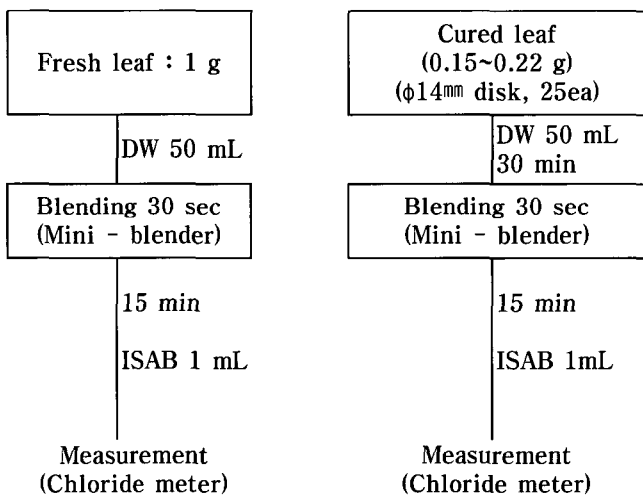 Fresh leaf : 1 g
DW 50 mL
Blending 30 sec
(Mini - blender)
15 min
ISAB 1 mL
Measurement
(Chloride meter)
Cured leaf
(0.15~0.22 g)
(ϕ14㎜ disk, 25ea)
DW 50 mL
30 min
Blending 30 sec
(Mini - blender)
15 min
ISAB 1mL
Measurement
(Chloride meter)